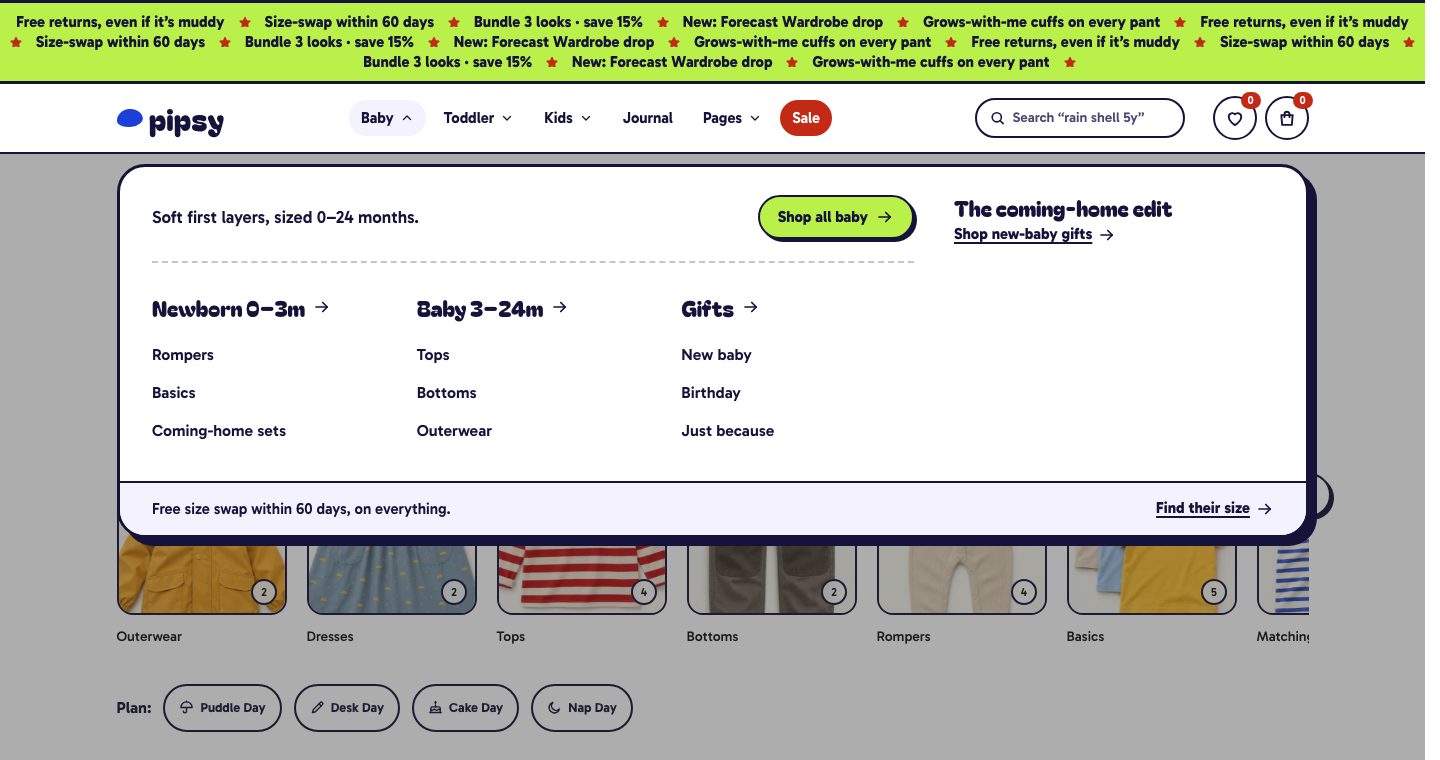 Free returns, even if it's muddy ★ Size-swap within 60 days ★ Bundle 3 looks · save 15% ★ New: Forecast Wardrobe drop ★ Grows-with-me cuffs on every pant ★ Free returns, even if it's muddy
★ Size-swap within 60 days ★ Bundle 3 looks · save 15% ★ New: Forecast Wardrobe drop ★ Grows-with-me cuffs on every pant ★ Free returns, even if it's muddy ★ Size-swap within 60 days ★
Bundle 3 looks · save 15% ★ New: Forecast Wardrobe drop ★ Grows-with-me cuffs on every pant ★
pipsy
Baby
Toddler
Kids
Journal
Pages
Sale
Search “rain shell 5y”
0
0
Soft first layers, sized 0–24 months.
Shop all baby
The coming-home edit
Shop new-baby gifts
Newborn 0–3m
Baby 3–24m
Gifts
Rompers
Tops
New baby
Basics
Bottoms
Birthday
Coming-home sets
Outerwear
Just because
Free size swap within 60 days, on everything.
Find their size
2
2
4
2
4
5
Outerwear
Dresses
Tops
Bottoms
Rompers
Basics
Matching
Plan:
Puddle Day
Desk Day
Cake Day
Nap Day